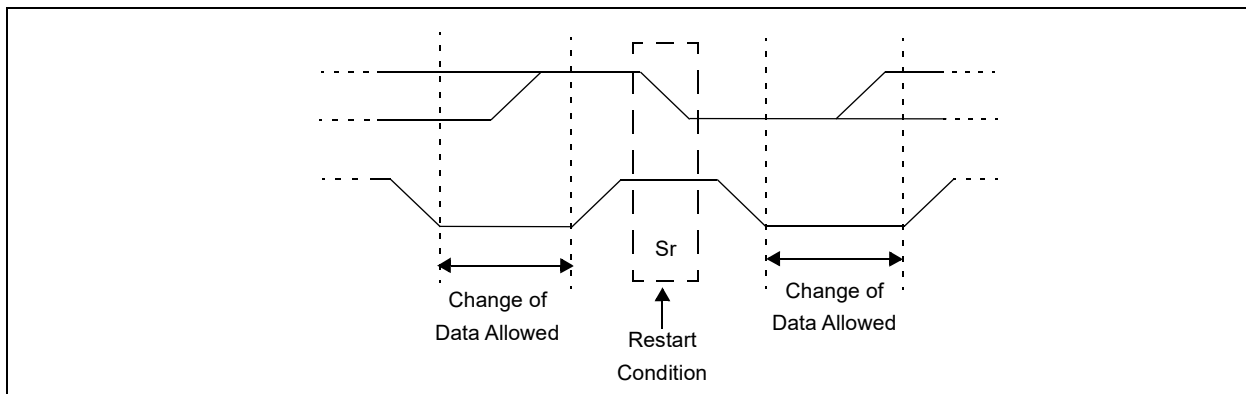 Sr
Change of
Data Allowed
Restart
Condition
Change of
Data Allowed